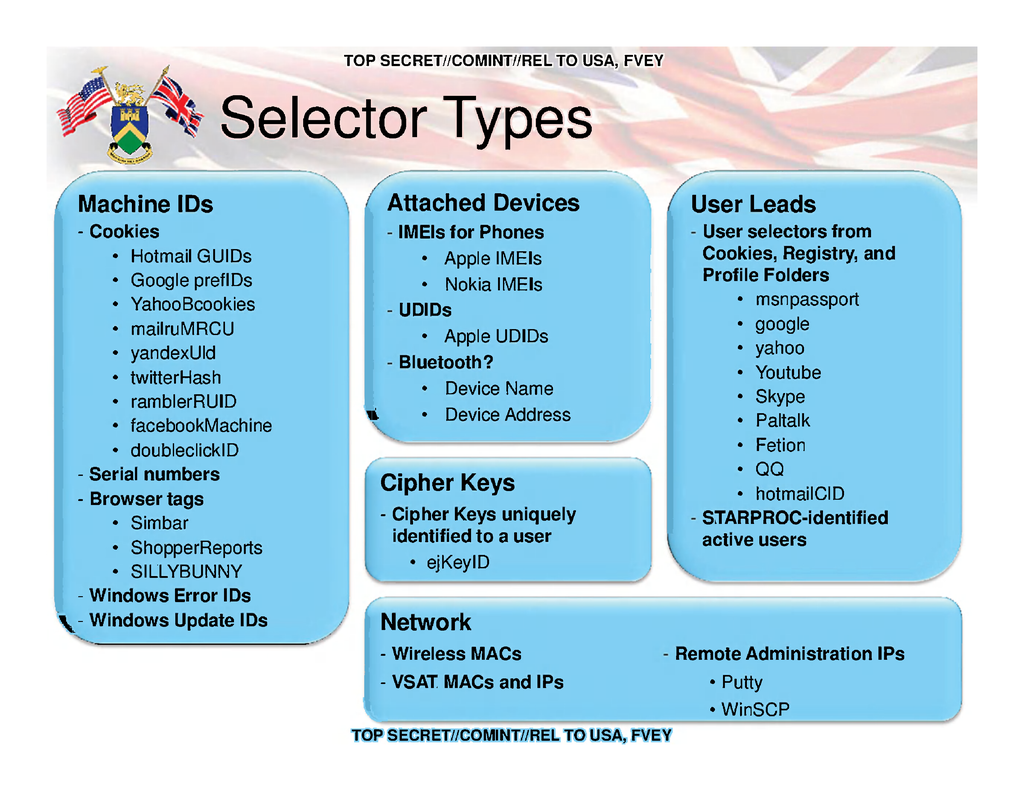 TOP SECRET//COMINT//REL TO USA, FVEY
Selector Types
Machine IDs
- Cookies
• Hotmail GUIDs
• Google prefIDs
• YahooBcookies
• mailruMRCU
• yandexUId
• twitterHash
• ramblerRUID
• facebookMachine
• doubleclickID
- Serial numbers
- Browser tags
• Simbar
• ShopperReports
• SILLYBUNNY
- Windows Error IDs
- Windows Update IDs
Attached Devices
- IMEIs for Phones
• Apple IMEIs
• Nokia IMEIs
- UDIDs
• Apple UDIDs
- Bluetooth?
• Device Name
• Device Address
Cipher Keys
- Cipher Keys uniquely
identified to a user
• ejKeyID
User Leads
- User selectors from
Cookies, Registry, and
Profile Folders
• msnpassport
• google
• yahoo
• Youtube
• Skype
• Paltalk
• Fetion
• QQ
• hotmailCID
- STARPROC-identified
active users
Network
- Wireless MACs
- VSAT MACs and IPs
- Remote Administration IPs
• Putty
• WinSCP
TOP SECRET//COMINT//REL TO USA, FVEY